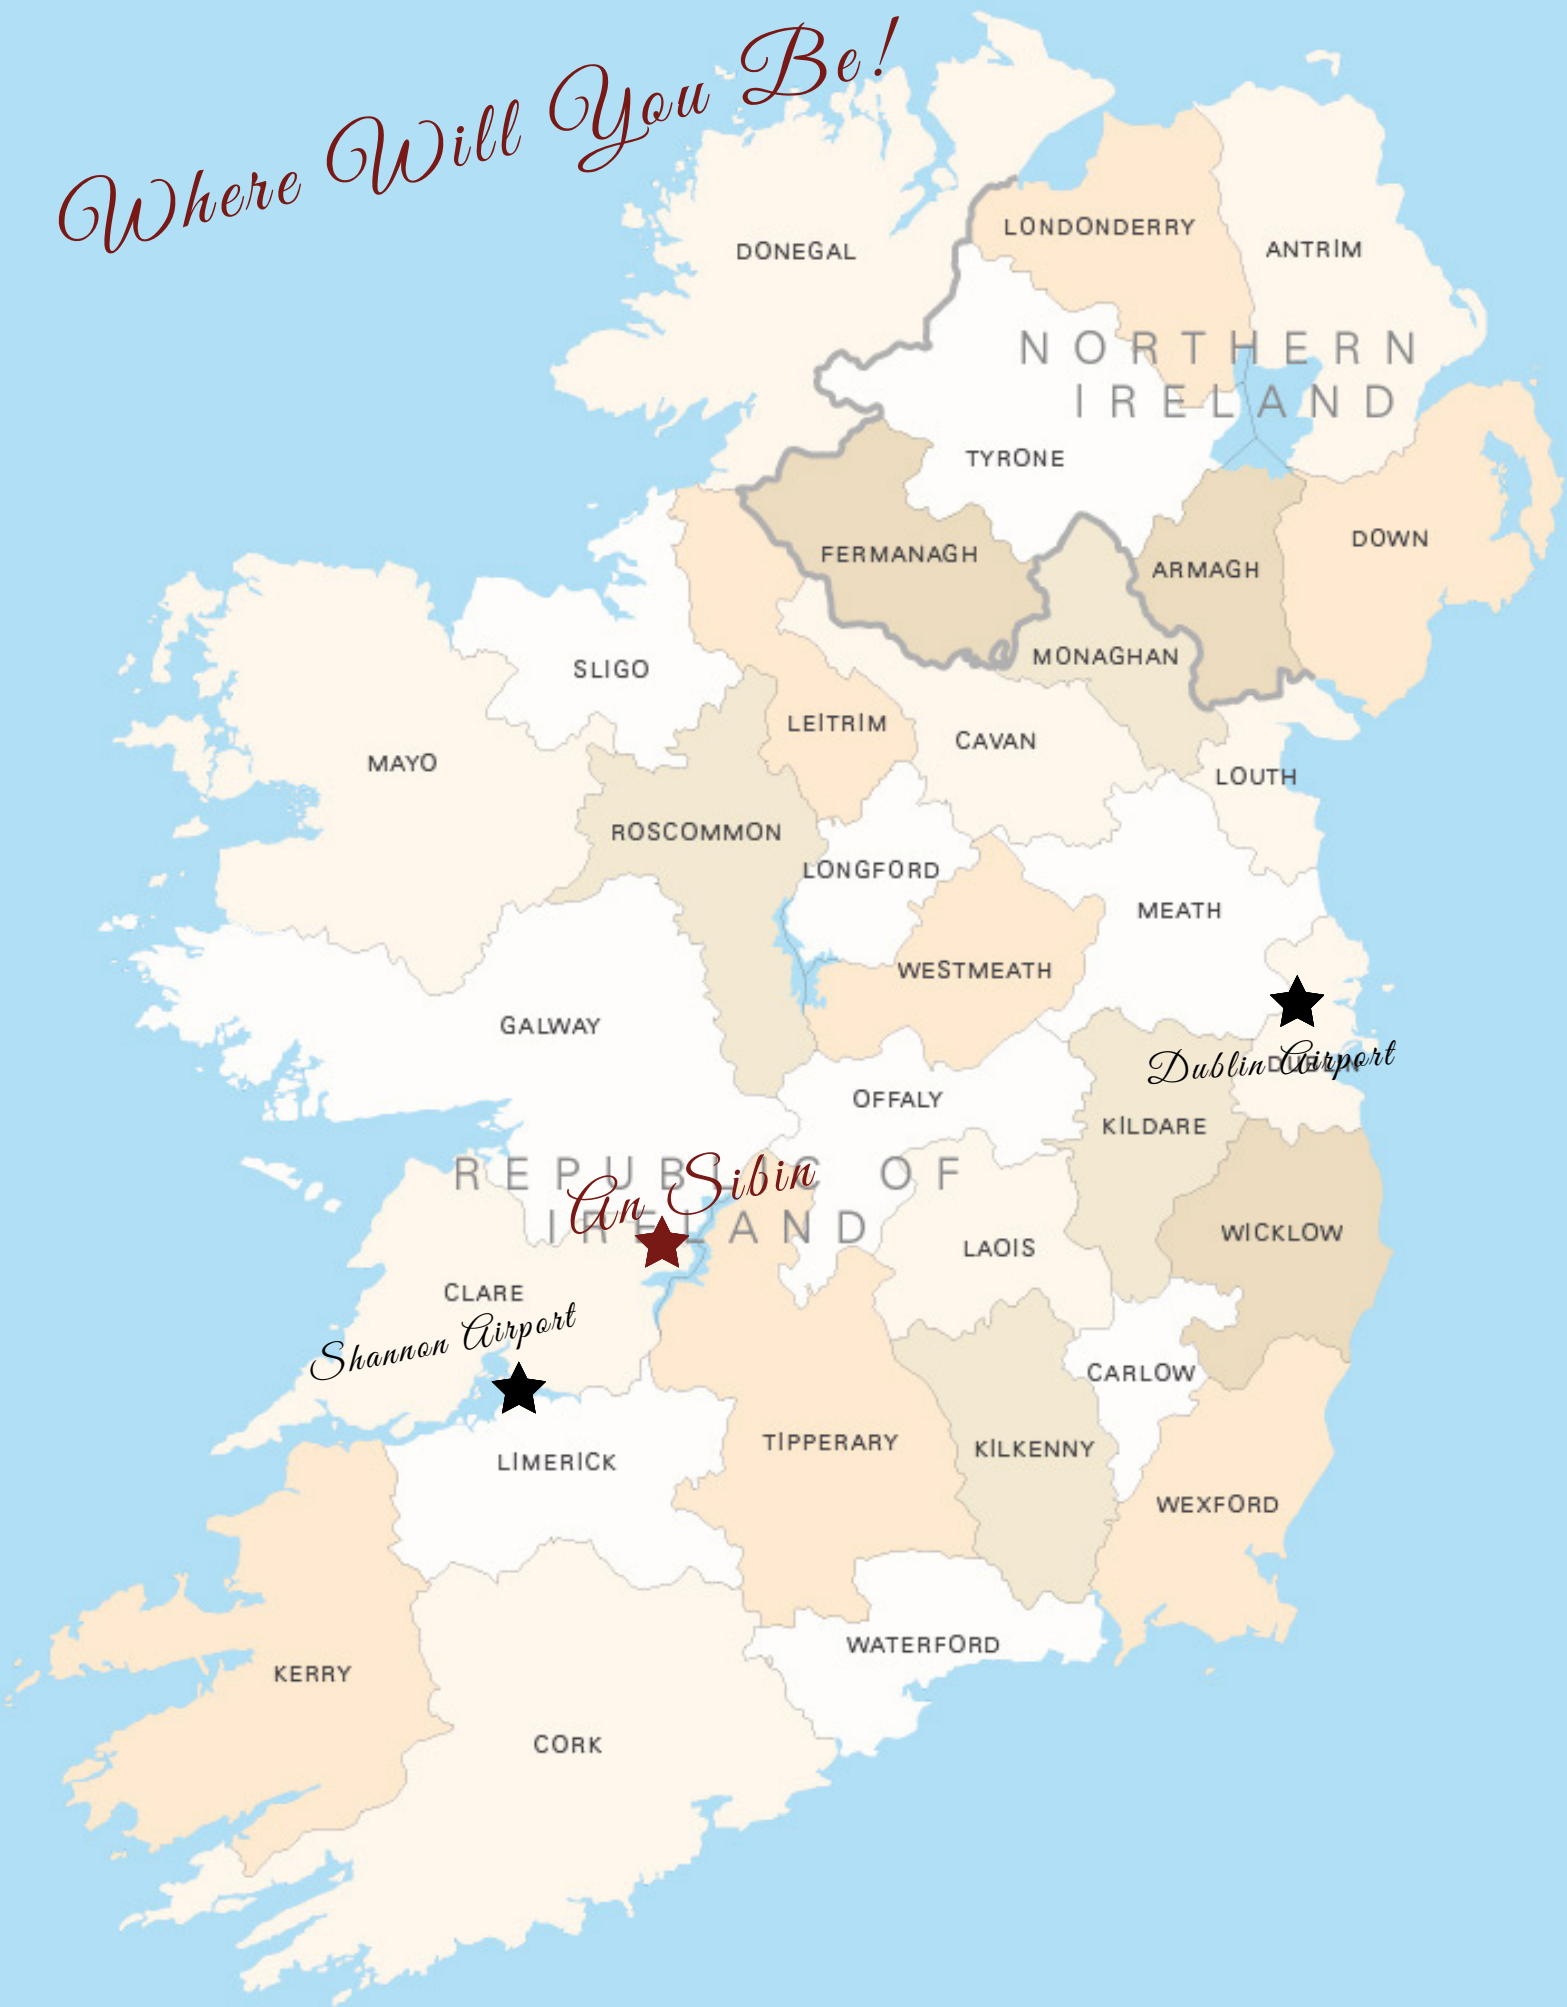 Where Will You Be!
DONEGAL
LONDONDERRY
ANTRIM
NORTHERN
IRELAND
TYRONE
FERMANAGH
ARMAGH
DOWN
MONAGHAN
SLIGO
LEITRIM
CAVAN
MAYO
LOUTH
ROSCOMMON
LONGFORD
MEATH
WESTMEATH
GALWAY
Dublin Airport
DUBLIN
OFFALY
KILDARE
REPUBLIC OF
IRELAND
An Sibin
WICKLOW
LAOIS
CLARE
Shannon Airport
CARLOW
TIPPERARY
KILKENNY
LIMERICK
WEXFORD
WATERFORD
KERRY
CORK